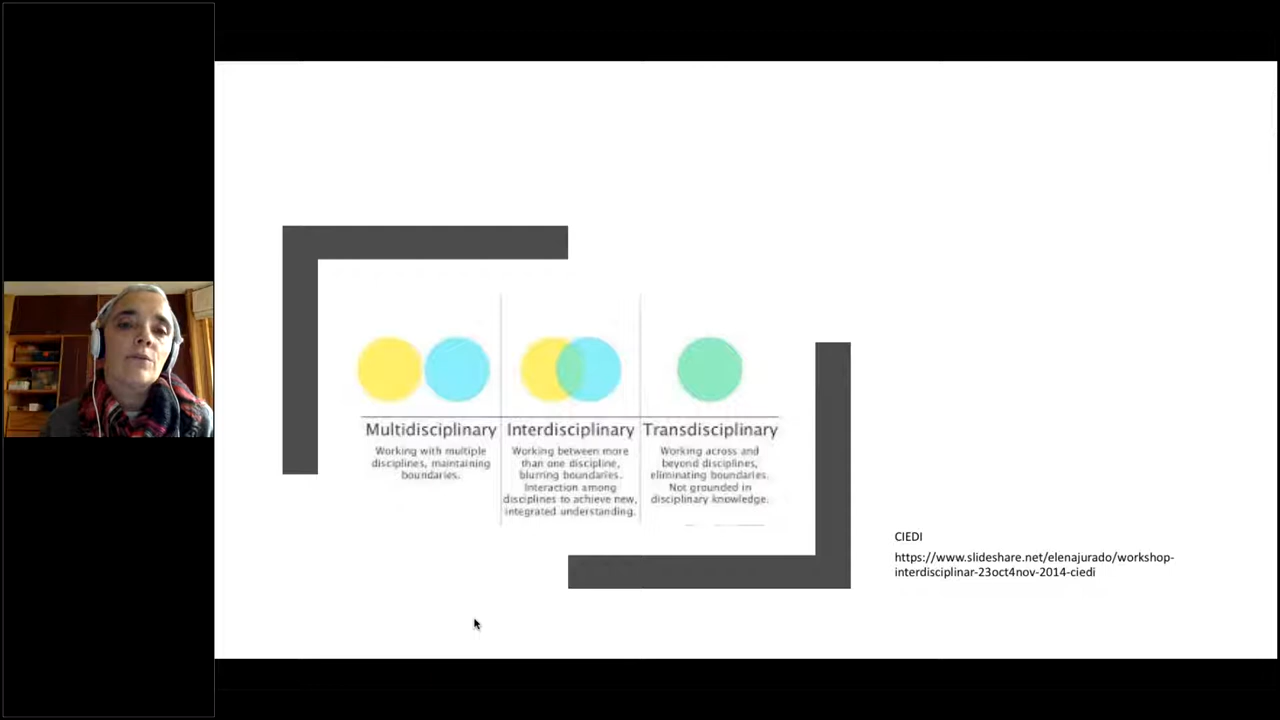 Multidisciplinary
Working with multiple
disciplines, maintaining
boundaries.
Interdisciplinary
Working between more
than one discipline,
blurring boundaries.
Interaction among
disciplines to achieve new,
integrated understanding.
Transdisciplinary
Working across and
beyond disciplines,
eliminating boundaries.
Not grounded in
disciplinary knowledge.
CIEDI
https://www.slideshare.net/elenajurado/workshop-
interdisciplinar-23oct4nov-2014-ciedi